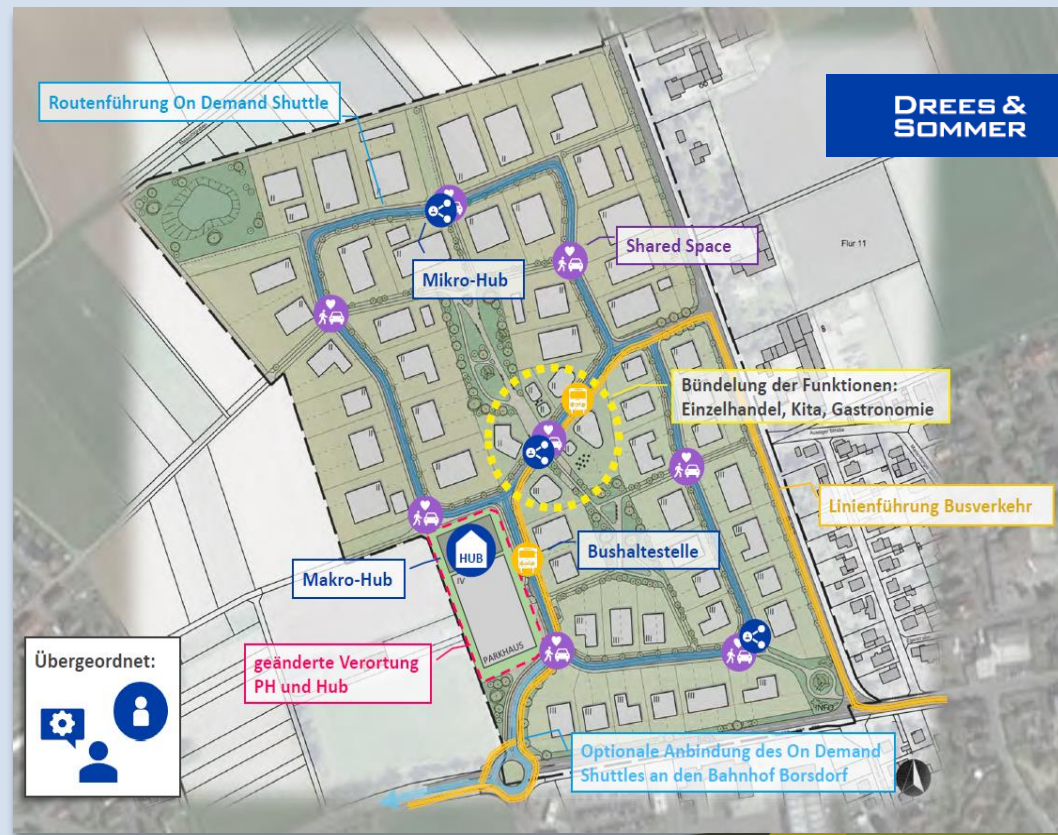 Routenführung On Demand Shuttle
DREES &
SOMMER
Shared Space
Flur 11
Mikro-Hub
Bündelung der Funktionen:
Einzelhandel, Kita, Gastronomie
Linienführung Busverkehr
HUB
Bushaltestelle
Makro-Hub
IV
PARKHAUS
geänderte Verortung
PH und Hub
Übergeordnet:
INFO
Optionale Anbindung des On Demand
Shuttles an den Bahnhof Borsdorf